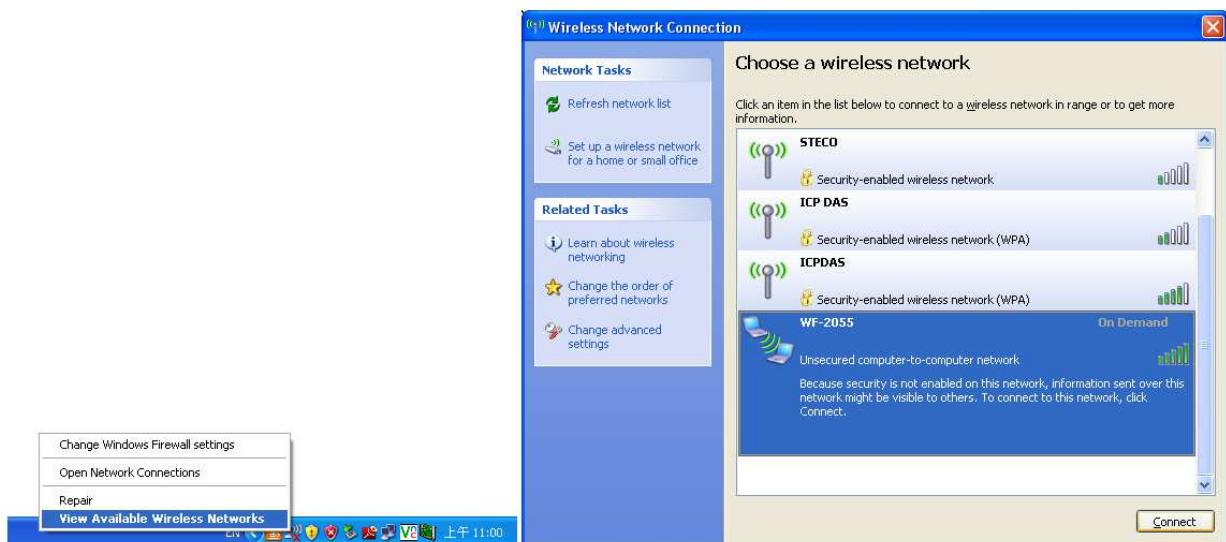 Change Windows Firewall settings
Open Network Connections
Repair
View Available Wireless Networks
EN
V2
上午 11:00
Wireless Network Connection
Network Tasks
Refresh network list
Set up a wireless network
for a home or small office
Related Tasks
Learn about wireless
networking
Change the order of
preferred networks
Change advanced
settings
Choose a wireless network
Click an item in the list below to connect to a wireless network in range or to get more
information.
STECO
Security-enabled wireless network
ICP DAS
Security-enabled wireless network (WPA)
ICPDAS
Security-enabled wireless network (WPA)
WF-2055
On Demand
Unsecured computer-to-computer network
Because security is not enabled on this network, information sent over this
network might be visible to others. To connect to this network, click
Connect.
Connect